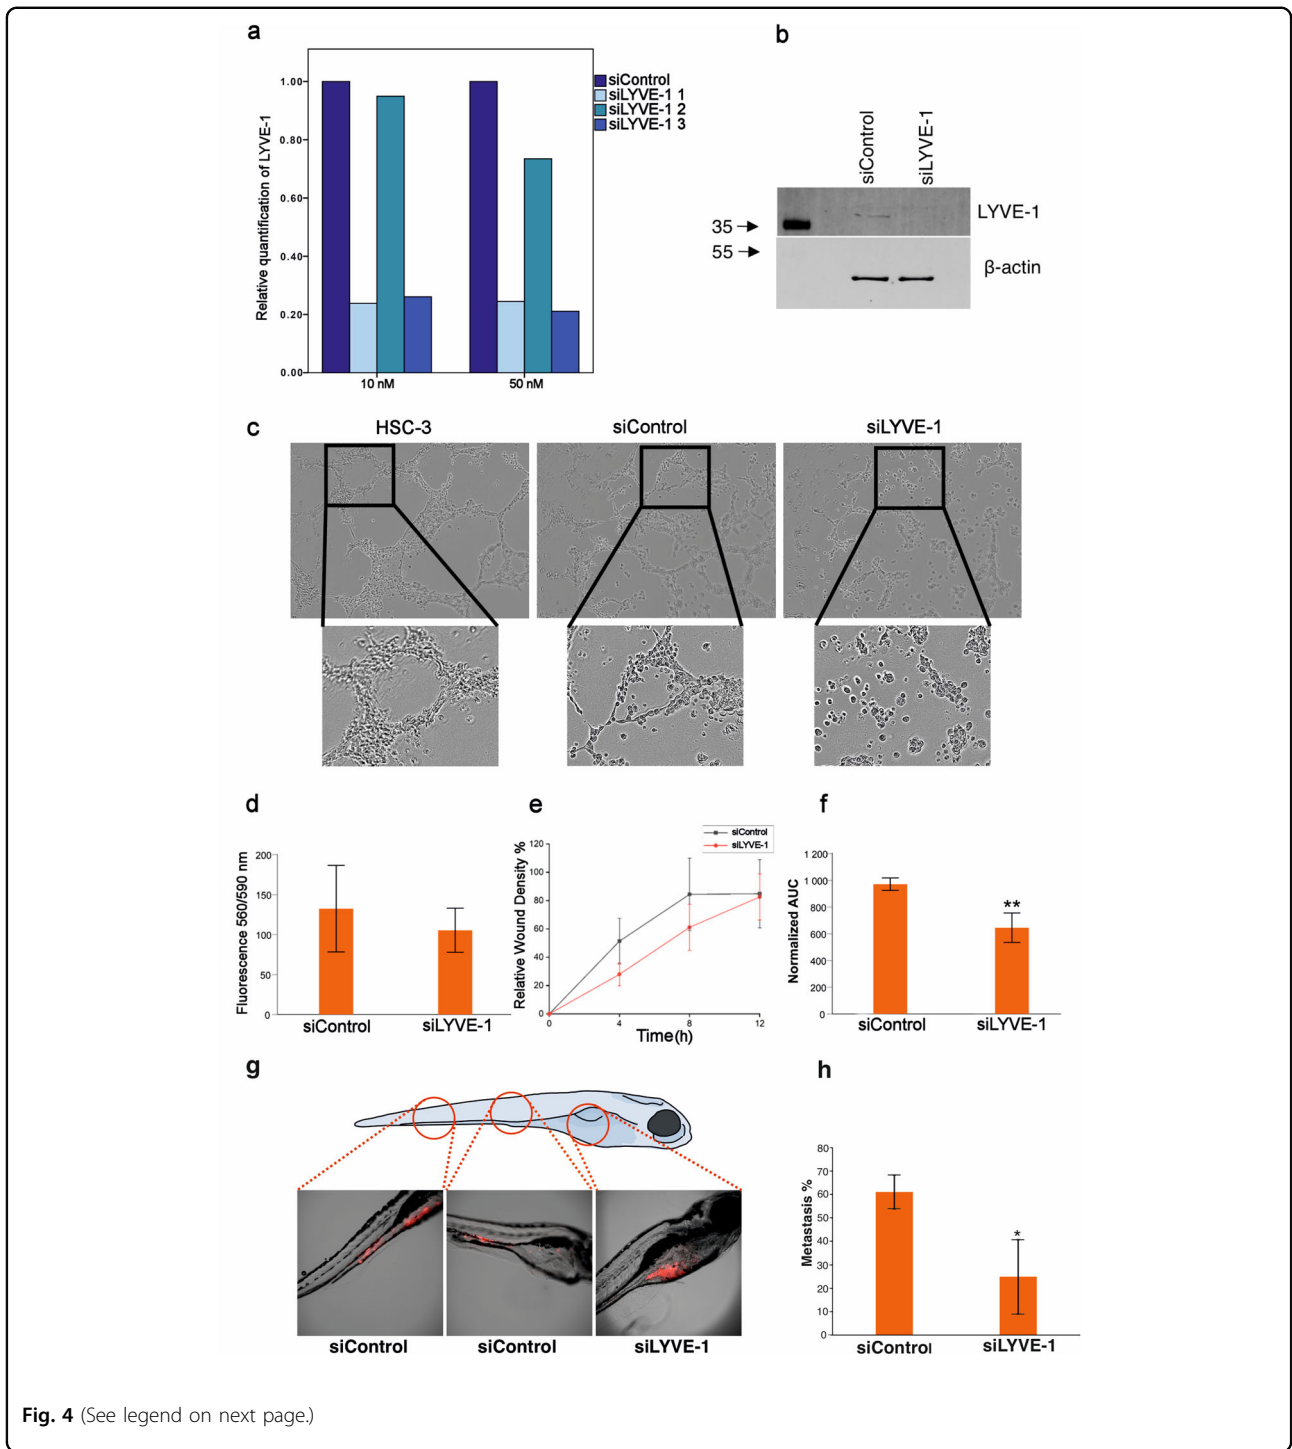 a
1.00
0.80
0.60
0.40
0.20
0.00
Relative quantification of LYVE-1
10 nM
50 nM
siControl
siLYVE-1 1
siLYVE-1 2
siLYVE-1 3
b
siControl
siLYVE-1
LYVE-1
35
55
β-actin
c
HSC-3
siControl
siLYVE-1
d
Fluorescence 560/590 nm
200
150
100
50
0
siControl
siLYVE-1
e
Relative Wound Density %
120
100
80
60
40
20
0
0
4
8
12
Time(h)
siControl
siLYVE-1
f
Normalized AUC
1 200
1 000
800
600
400
200
0
**
siControl
siLYVE-1
g
siControl
siControl
siLYVE-1
h
Metastasis %
80
70
60
50
40
30
20
10
0
*
siControl
siLYVE-1
Fig. 4 (See legend on next page.)